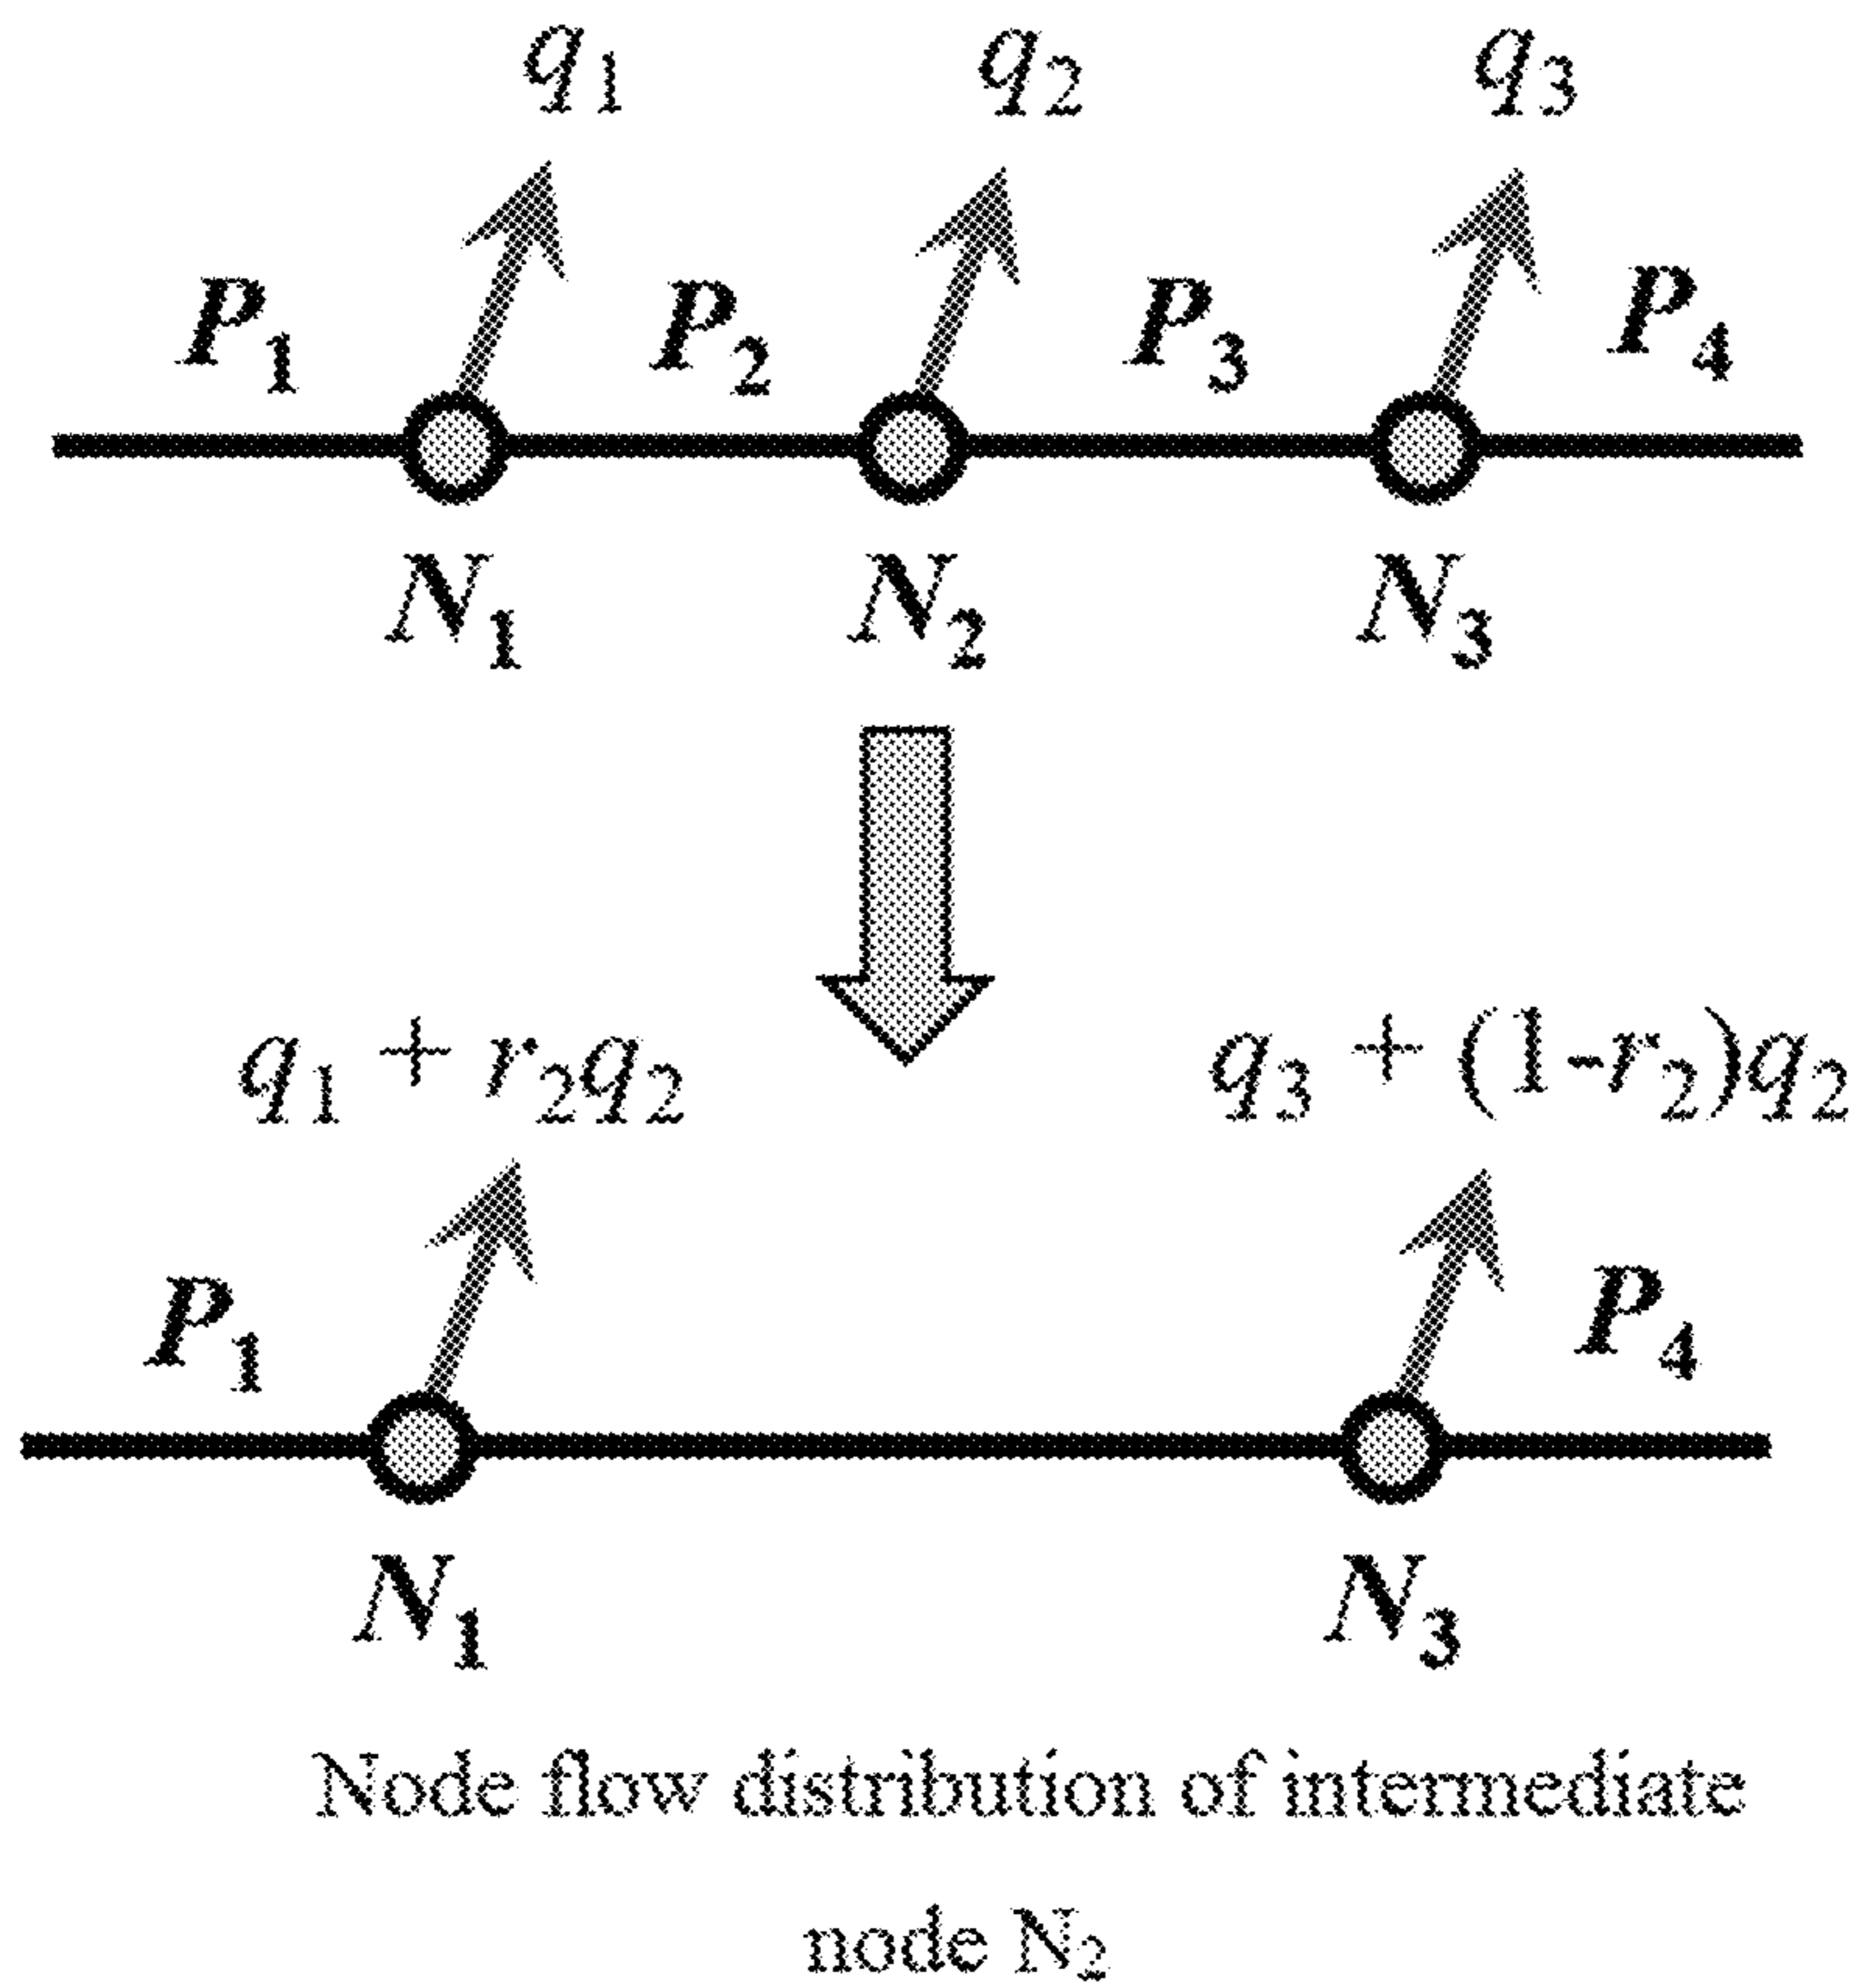 q₁ q₂ q₃
P₁ P₂ P₃ P₄
N₁ N₂ N₃
q₁ + r₂q₂ q₃ + (1-r₂)q₂
P₁ P₄
N₁ N₃
Node flow distribution of intermediate
node N₂